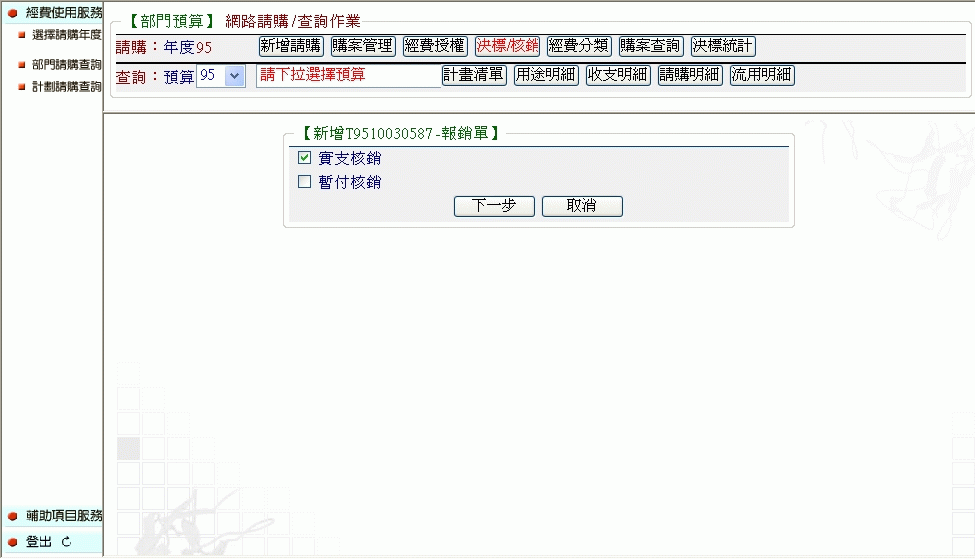 經費使用服務
選擇請購年度
部門請購查詢
計劃請購查詢
輔助項目服務
登出
【部門預算】 網路請購/查詢作業
請購：年度95 新增請購 購案管理 經費授權 決標/核銷 經費分類 購案查詢 決標統計
查詢：預算 95 請下拉選擇預算 計畫清單 用途明細 收支明細 請購明細 流用明細
【新增T9510030587-報銷單】
實支核銷
暫付核銷
下一步 取消